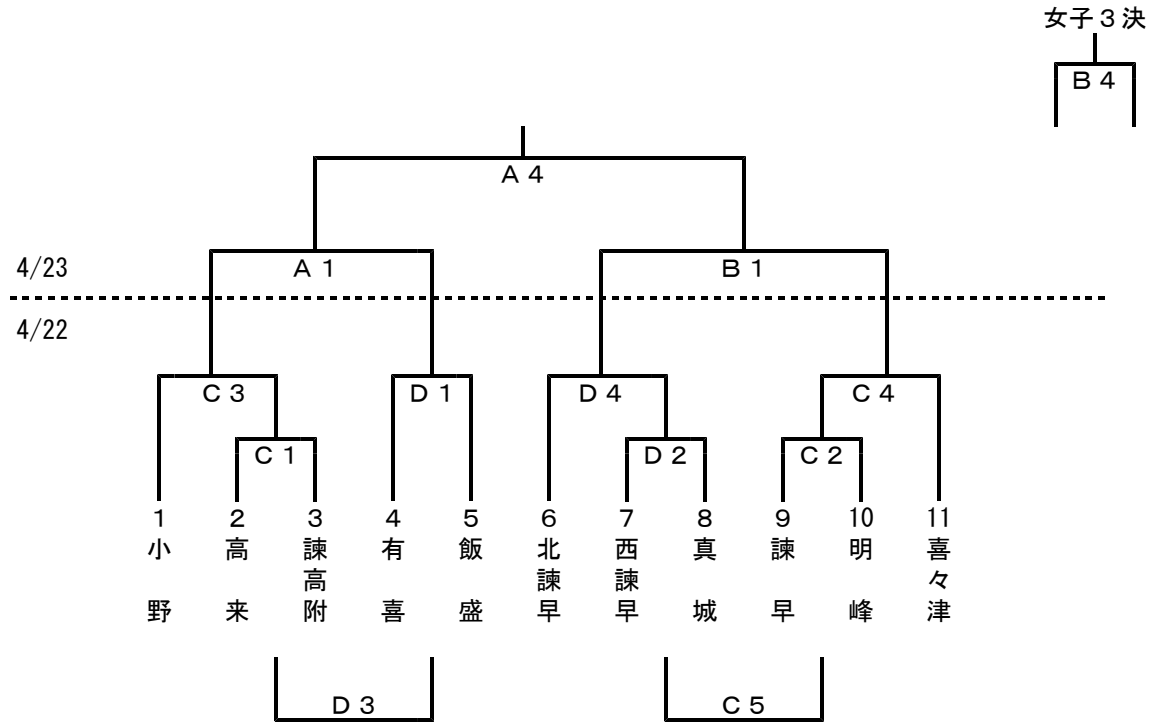 女子３決
Ｂ４
Ａ４
4/23
Ａ１
Ｂ１
4/22
Ｃ３
Ｄ１
Ｄ４
Ｃ４
Ｃ１
Ｄ２
Ｃ２
1 2 3 4 5 6 7 8 9 10 11
小野
高来
諫高附
有喜
飯盛
北諫早
西諫早
真城
諫早
明峰
喜々津
Ｄ３
Ｃ５